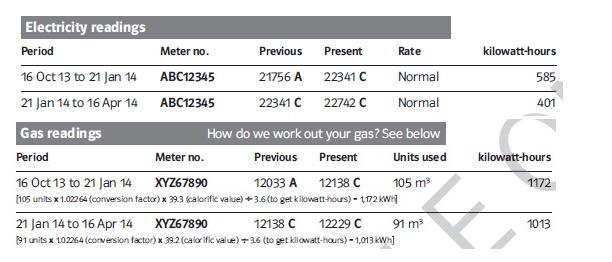 Electricity readings
Period Meter no. Previous Present Rate kilowatt-hours
16 Oct 13 to 21 Jan 14 ABC12345 21756 A 22341 C Normal 585
21 Jan 14 to 16 Apr 14 ABC12345 22341 C 22742 C Normal 401
Gas readings How do we work out your gas? See below
Period Meter no. Previous Present Units used kilowatt-hours
16 Oct 13 to 21 Jan 14 XYZ67890 12033 A 12138 C 105 m³ 1172
[105 units x 1.02264 (conversion factor) x 39.3 (calorific value) ÷ 3.6 (to get kilowatt-hours) = 1,172 kWh]
21 Jan 14 to 16 Apr 14 XYZ67890 12138 C 12229 C 91 m³ 1013
[91 units x 1.02264 (conversion factor) x 39.2 (calorific value) ÷ 3.6 (to get kilowatt-hours) = 1,013 kWh]